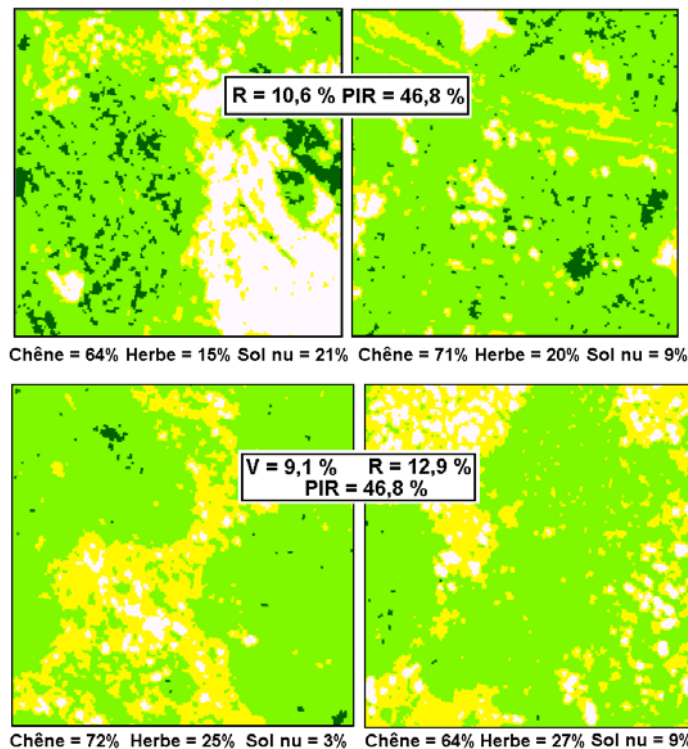 R = 10,6 % PIR = 46,8 %
Chêne = 64% Herbe = 15% Sol nu = 21%
Chêne = 71% Herbe = 20% Sol nu = 9%
V = 9,1 % R = 12,9 %
PIR = 46,8 %
Chêne = 72% Herbe = 25% Sol nu = 3%
Chêne = 64% Herbe = 27% Sol nu = 9%